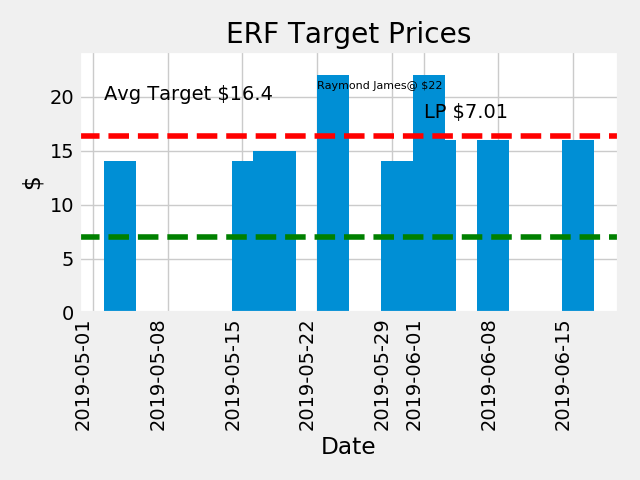 ERF Target Prices
Avg Target $16.4
Raymond James@ $22
LP $7.01
$
20
15
10
5
0
2019-05-01
2019-05-08
2019-05-15
2019-05-22
2019-05-29
2019-06-01
2019-06-08
2019-06-15
Date